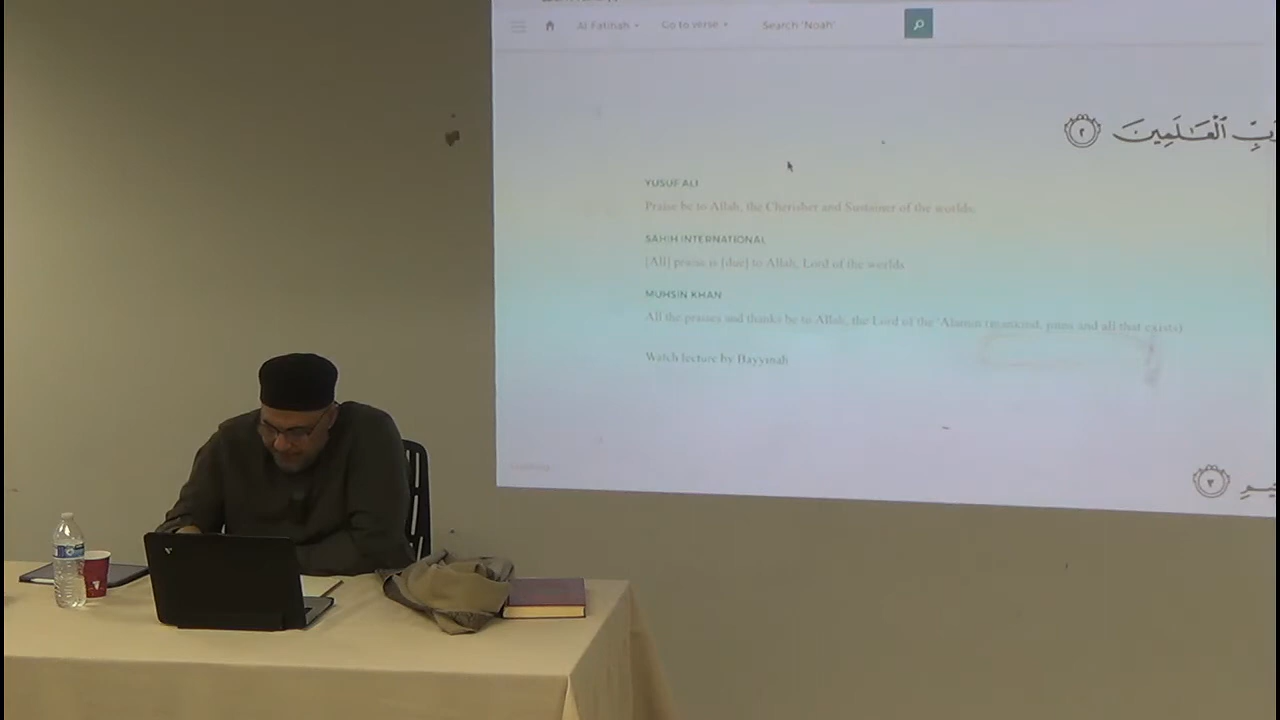 Al Fatihah
Go to verse
Search 'Noah'
رَبِّ ٱلْعَـٰلَمِينَ ٢
YUSUF ALI
Praise be to Allah, the Cherisher and Sustainer of the worlds.
SAHIH INTERNATIONAL
[All] praise is [due] to Allah, Lord of the worlds
MUHSIN KHAN
All the praises and thanks be to Allah, the Lord of the 'Alamin (mankind, jinns and all that exists)
Watch lecture by Bayyinah
٣